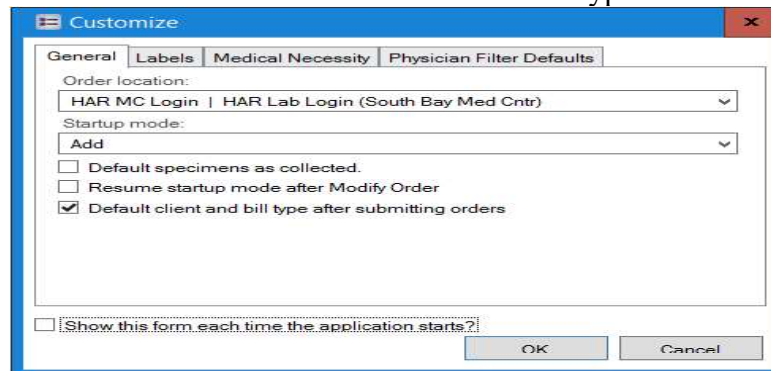 Customize
General Labels Medical Necessity Physician Filter Defaults
Order location:
HAR MC Login | HAR Lab Login (South Bay Med Cntr)
Startup mode:
Add
Default specimens as collected.
Resume startup mode after Modify Order
Default client and bill type after submitting orders
Show this form each time the application starts?
OK Cancel